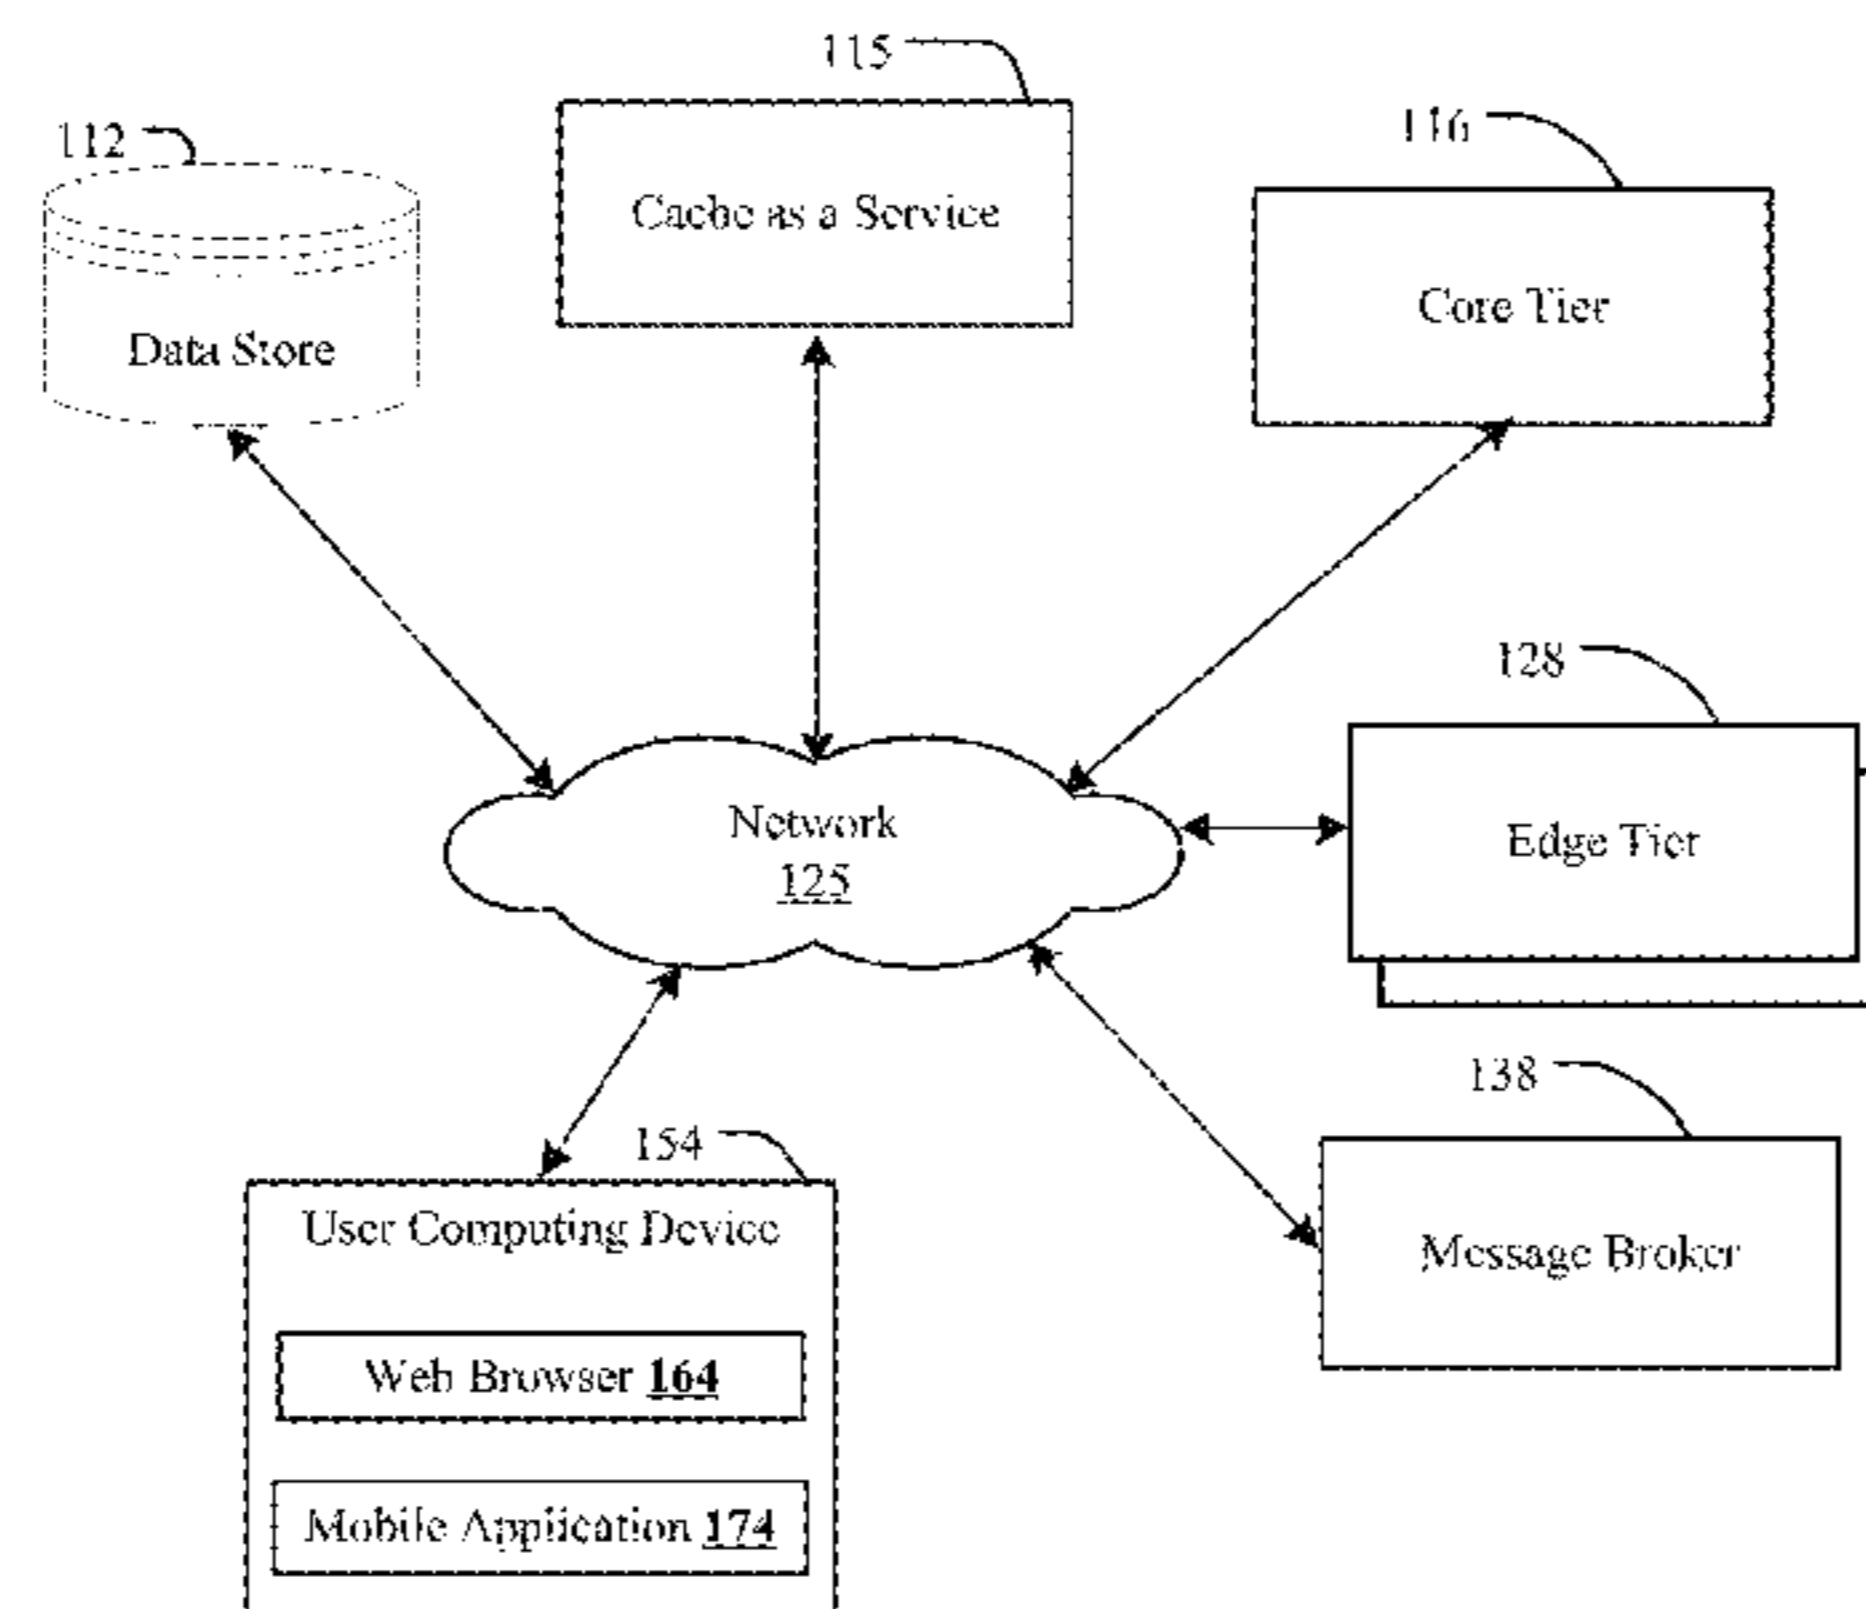 115
112
116
Cache as a Service
Core Tier
Data Store
128
Network
125
Edge Tier
138
154
User Computing Device
Message Broker
Web Browser 164
Mobile Application 174